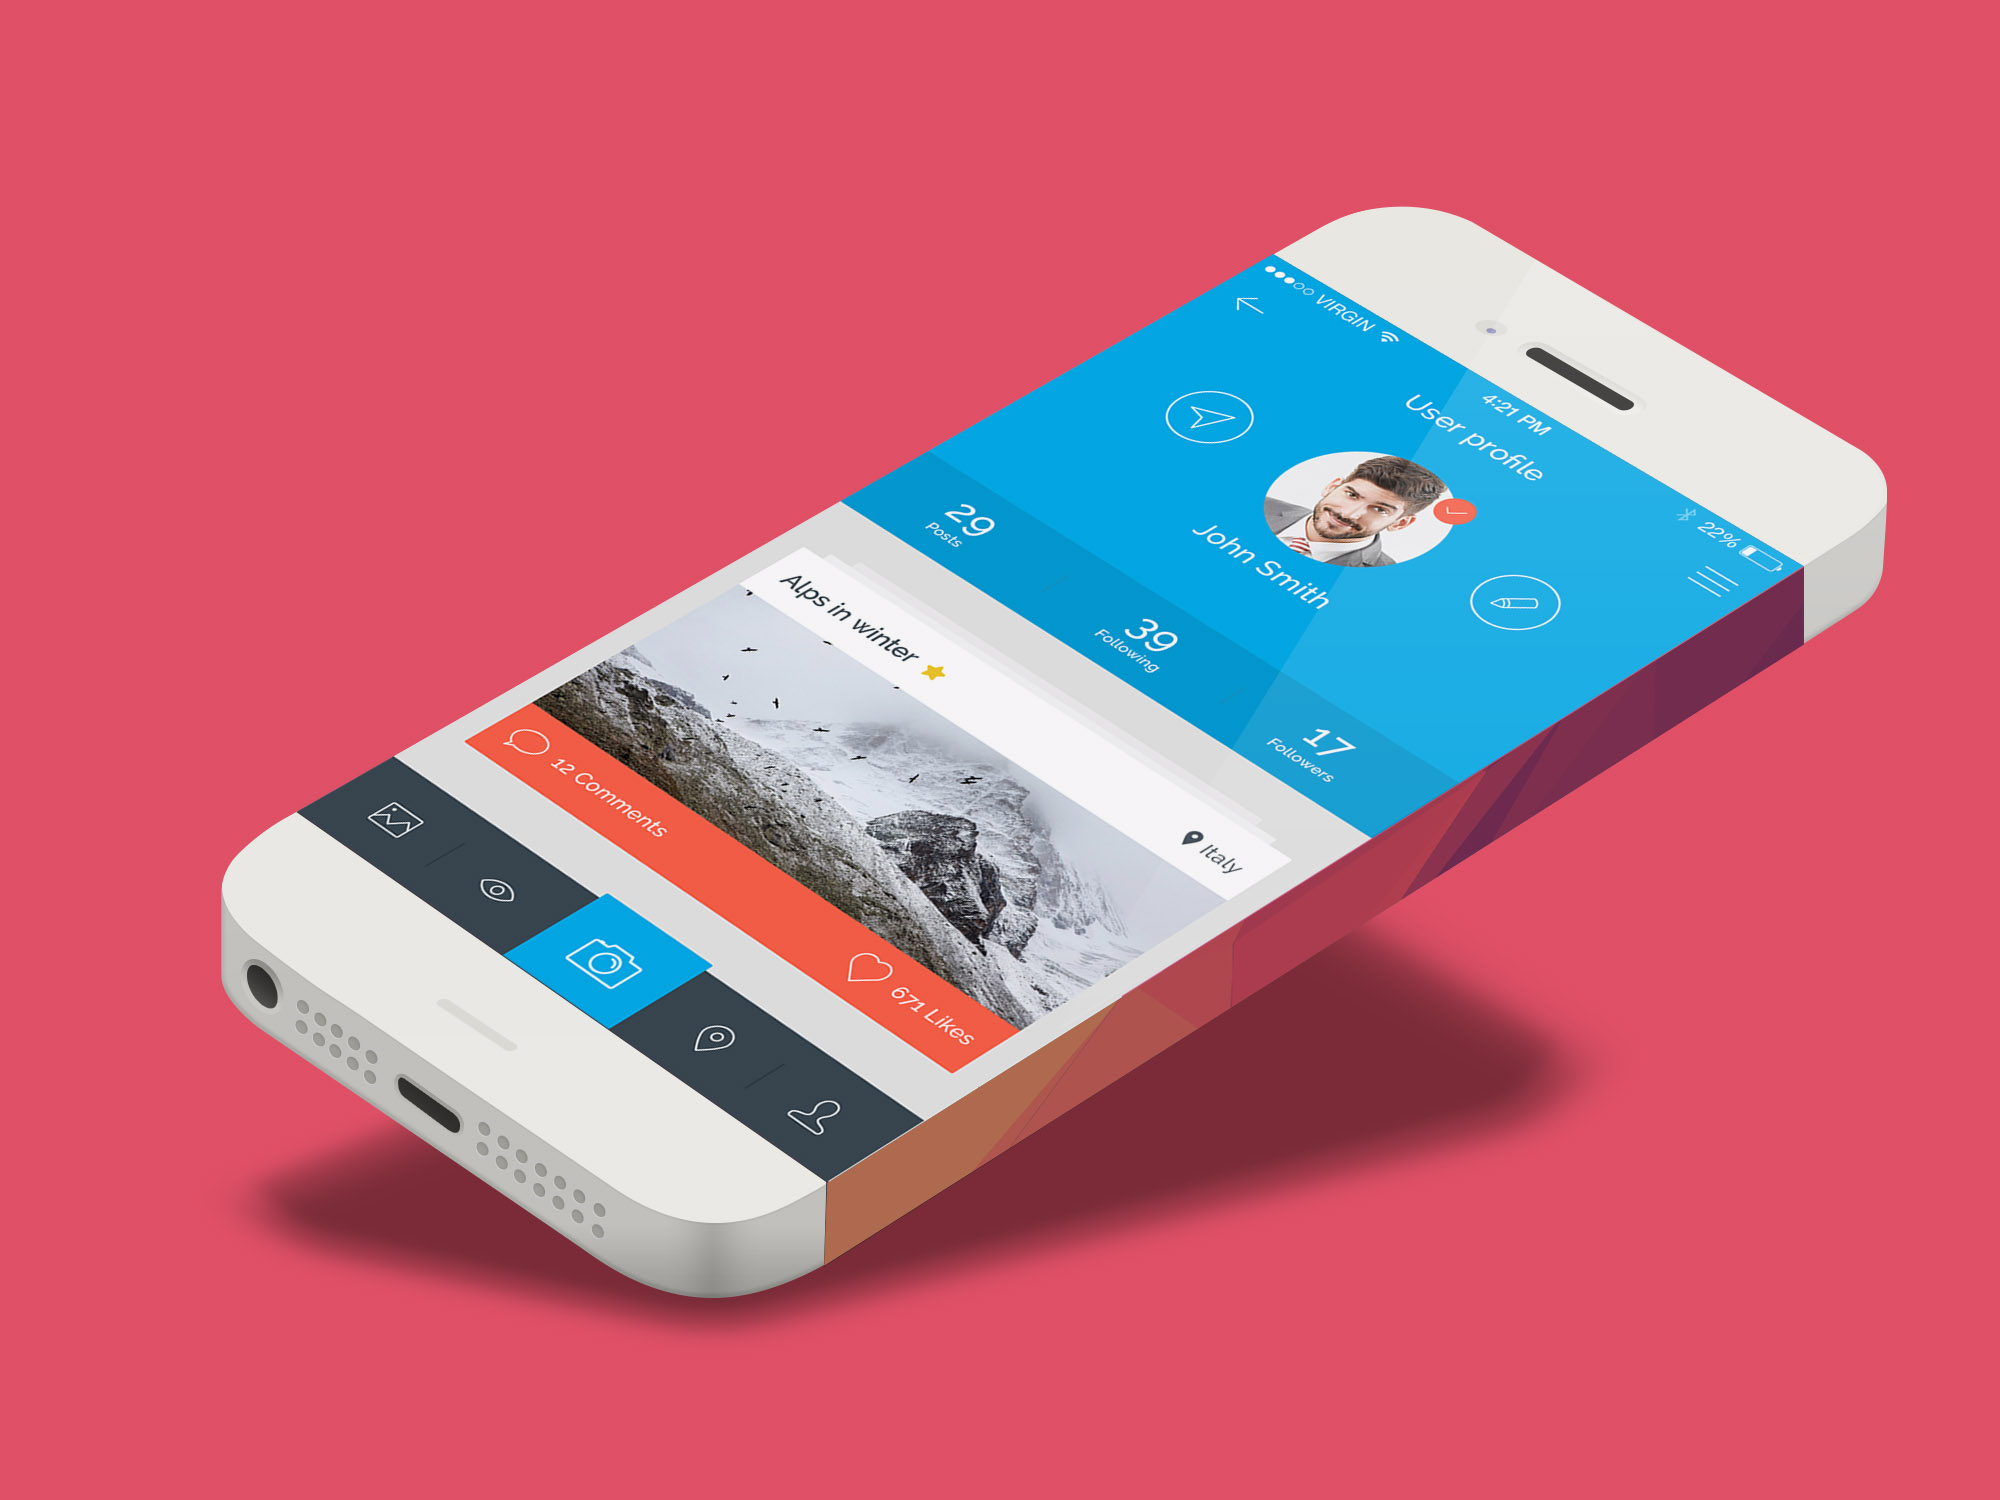 VIRGIN
4:21 PM
22%
User profile
John Smith
29
Posts
39
Following
17
Followers
Alps in winter
Italy
12 Comments
671 Likes